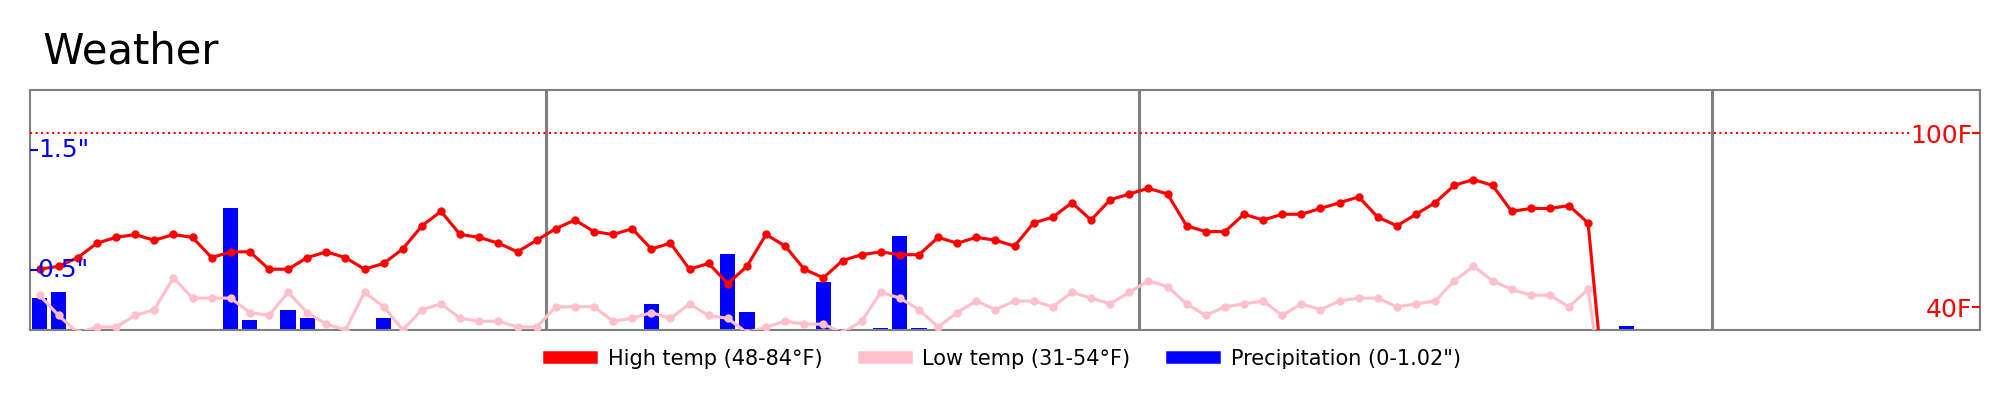 Weather
1.5"
100F
0.5"
40F
High temp (48-84°F) Low temp (31-54°F) Precipitation (0-1.02")